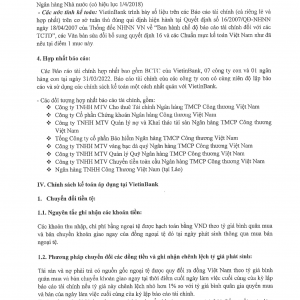 Ngân hàng Nhà nước (có hiệu lực 1/4/2018)
- Các ước tính kế toán: VietinBank trình bày số liệu trên các Báo cáo tài chính (cả riêng lẻ và
hợp nhất) trên cơ sở tuân thủ đúng qui định hiện hành tại Quyết định số 16/2007/QĐ-NHNN
ngày 18/04/2007 của Thống đốc NHNN VN về "Ban hành chế độ báo cáo tài chính đối với các
TCTD", các Văn bản sửa đổi bổ sung quyết định 16 và các Chuẩn mực kế toán Việt Nam như đã
nêu tại điểm 1 mục này
4. Hợp nhất báo cáo:
Các Báo cáo tài chính hợp nhất bao gồm BCTC của VietinBank, 07 công ty con và 01 ngân
hàng con tại ngày 31/03/2022. Báo cáo tài chính của các công ty con có cùng niên độ lập báo
cáo và sử dụng các chính sách kế toán một cách nhất quán với VietinBank.
- Các đối tượng hợp nhất báo cáo tài chính, gồm:
Công ty TNHH MTV Cho thuê Tài chính Ngân hàng TMCP Công thương Việt Nam
Công ty Cổ phần Chứng khoán Ngân hàng Công thương Việt Nam
Công ty TNHH MTV Quản lý nợ và Khai thác tài sản Ngân hàng TMCP Công thương
Việt Nam
Tổng Công ty cổ phần Bảo hiểm Ngân hàng TMCP Công thương Việt Nam
Công ty TNHH MTV vàng bạc đá quý Ngân hàng TMCP Công thương Việt Nam
Công ty TNHH MTV Quản lý Quỹ Ngân hàng TMCP Công thương Việt Nam
Công ty TNHH MTV Chuyển tiền toàn cầu Ngân hàng TMCP Công thương Việt Nam
Ngân hàng TNHH Công Thương Việt Nam (tại Lào)
IV. Chính sách kế toán áp dụng tại VietinBank
1. Chuyển đổi tiền tệ:
1.1. Nguyên tắc ghi nhận các khoản tiền:
Các khoản thu nhập, chi phí bằng ngoại tệ được hạch toán bằng VND theo tỷ giá bình quân mua
và bán chuyển khoản giao ngay của đồng ngoại tệ đó tại ngày phát sinh thông qua mua bán
ngoại tệ.
1.2. Phương pháp chuyển đổi các đồng tiền và ghi nhận chênh lệch tỷ giá phát sinh:
Tài sản và nợ phải trả có nguồn gốc ngoại tệ được quy đổi ra đồng Việt Nam theo tỷ giá bình
quân mua và bán chuyển khoản giao ngay tại thời điểm cuối ngày làm việc cuối cùng của kỳ lập
báo cáo tài chính nếu tỷ giá này chênh lệch nhỏ hơn 1% so với tỷ giá bình quân gia quyền mua
và bán của ngày làm việc cuối cùng của kỳ lập báo cáo tài chính.